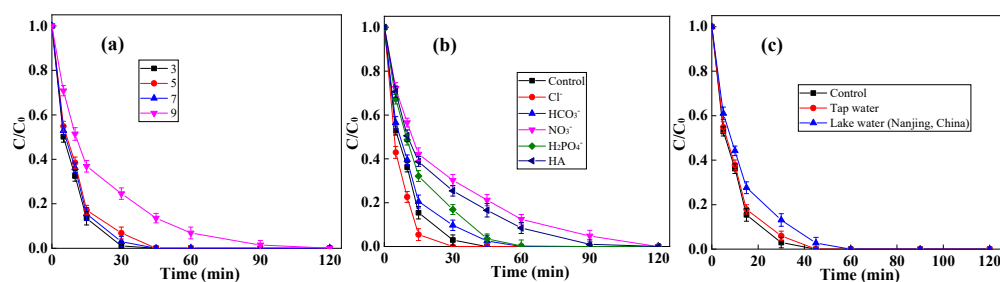 (a)
3
5
7
9
C/C₀
1.0
0.8
0.6
0.4
0.2
0.0
0
30
60
90
120
Time (min)
(b)
Control
Cl⁻
HCO₃⁻
NO₃⁻
H₂PO₄⁻
HA
C/C₀
1.0
0.8
0.6
0.4
0.2
0.0
0
15
30
45
60
75
90
105
120
Time (min)
(c)
Control
Tap water
Lake water (Nanjing, China)
C/C₀
1.0
0.8
0.6
0.4
0.2
0.0
0
20
40
60
80
100
120
Time (min)